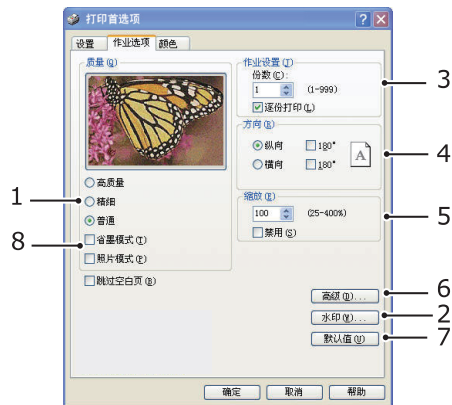 打印首选项
设置 作业选项 颜色
质量(Q)
高质量
精细
普通
省墨模式(T)
照片模式(P)
跳过空白页(B)
作业设置(J)
份数(C):
1 (1-999)
逐份打印(L)
方向(R)
纵向 180°
横向 180°
A
缩放(E)
100 (25-400%)
禁用(S)
高级(D)...
水印(W)...
默认值(U)
确定 取消 帮助
1
8
3
4
5
6
2
7